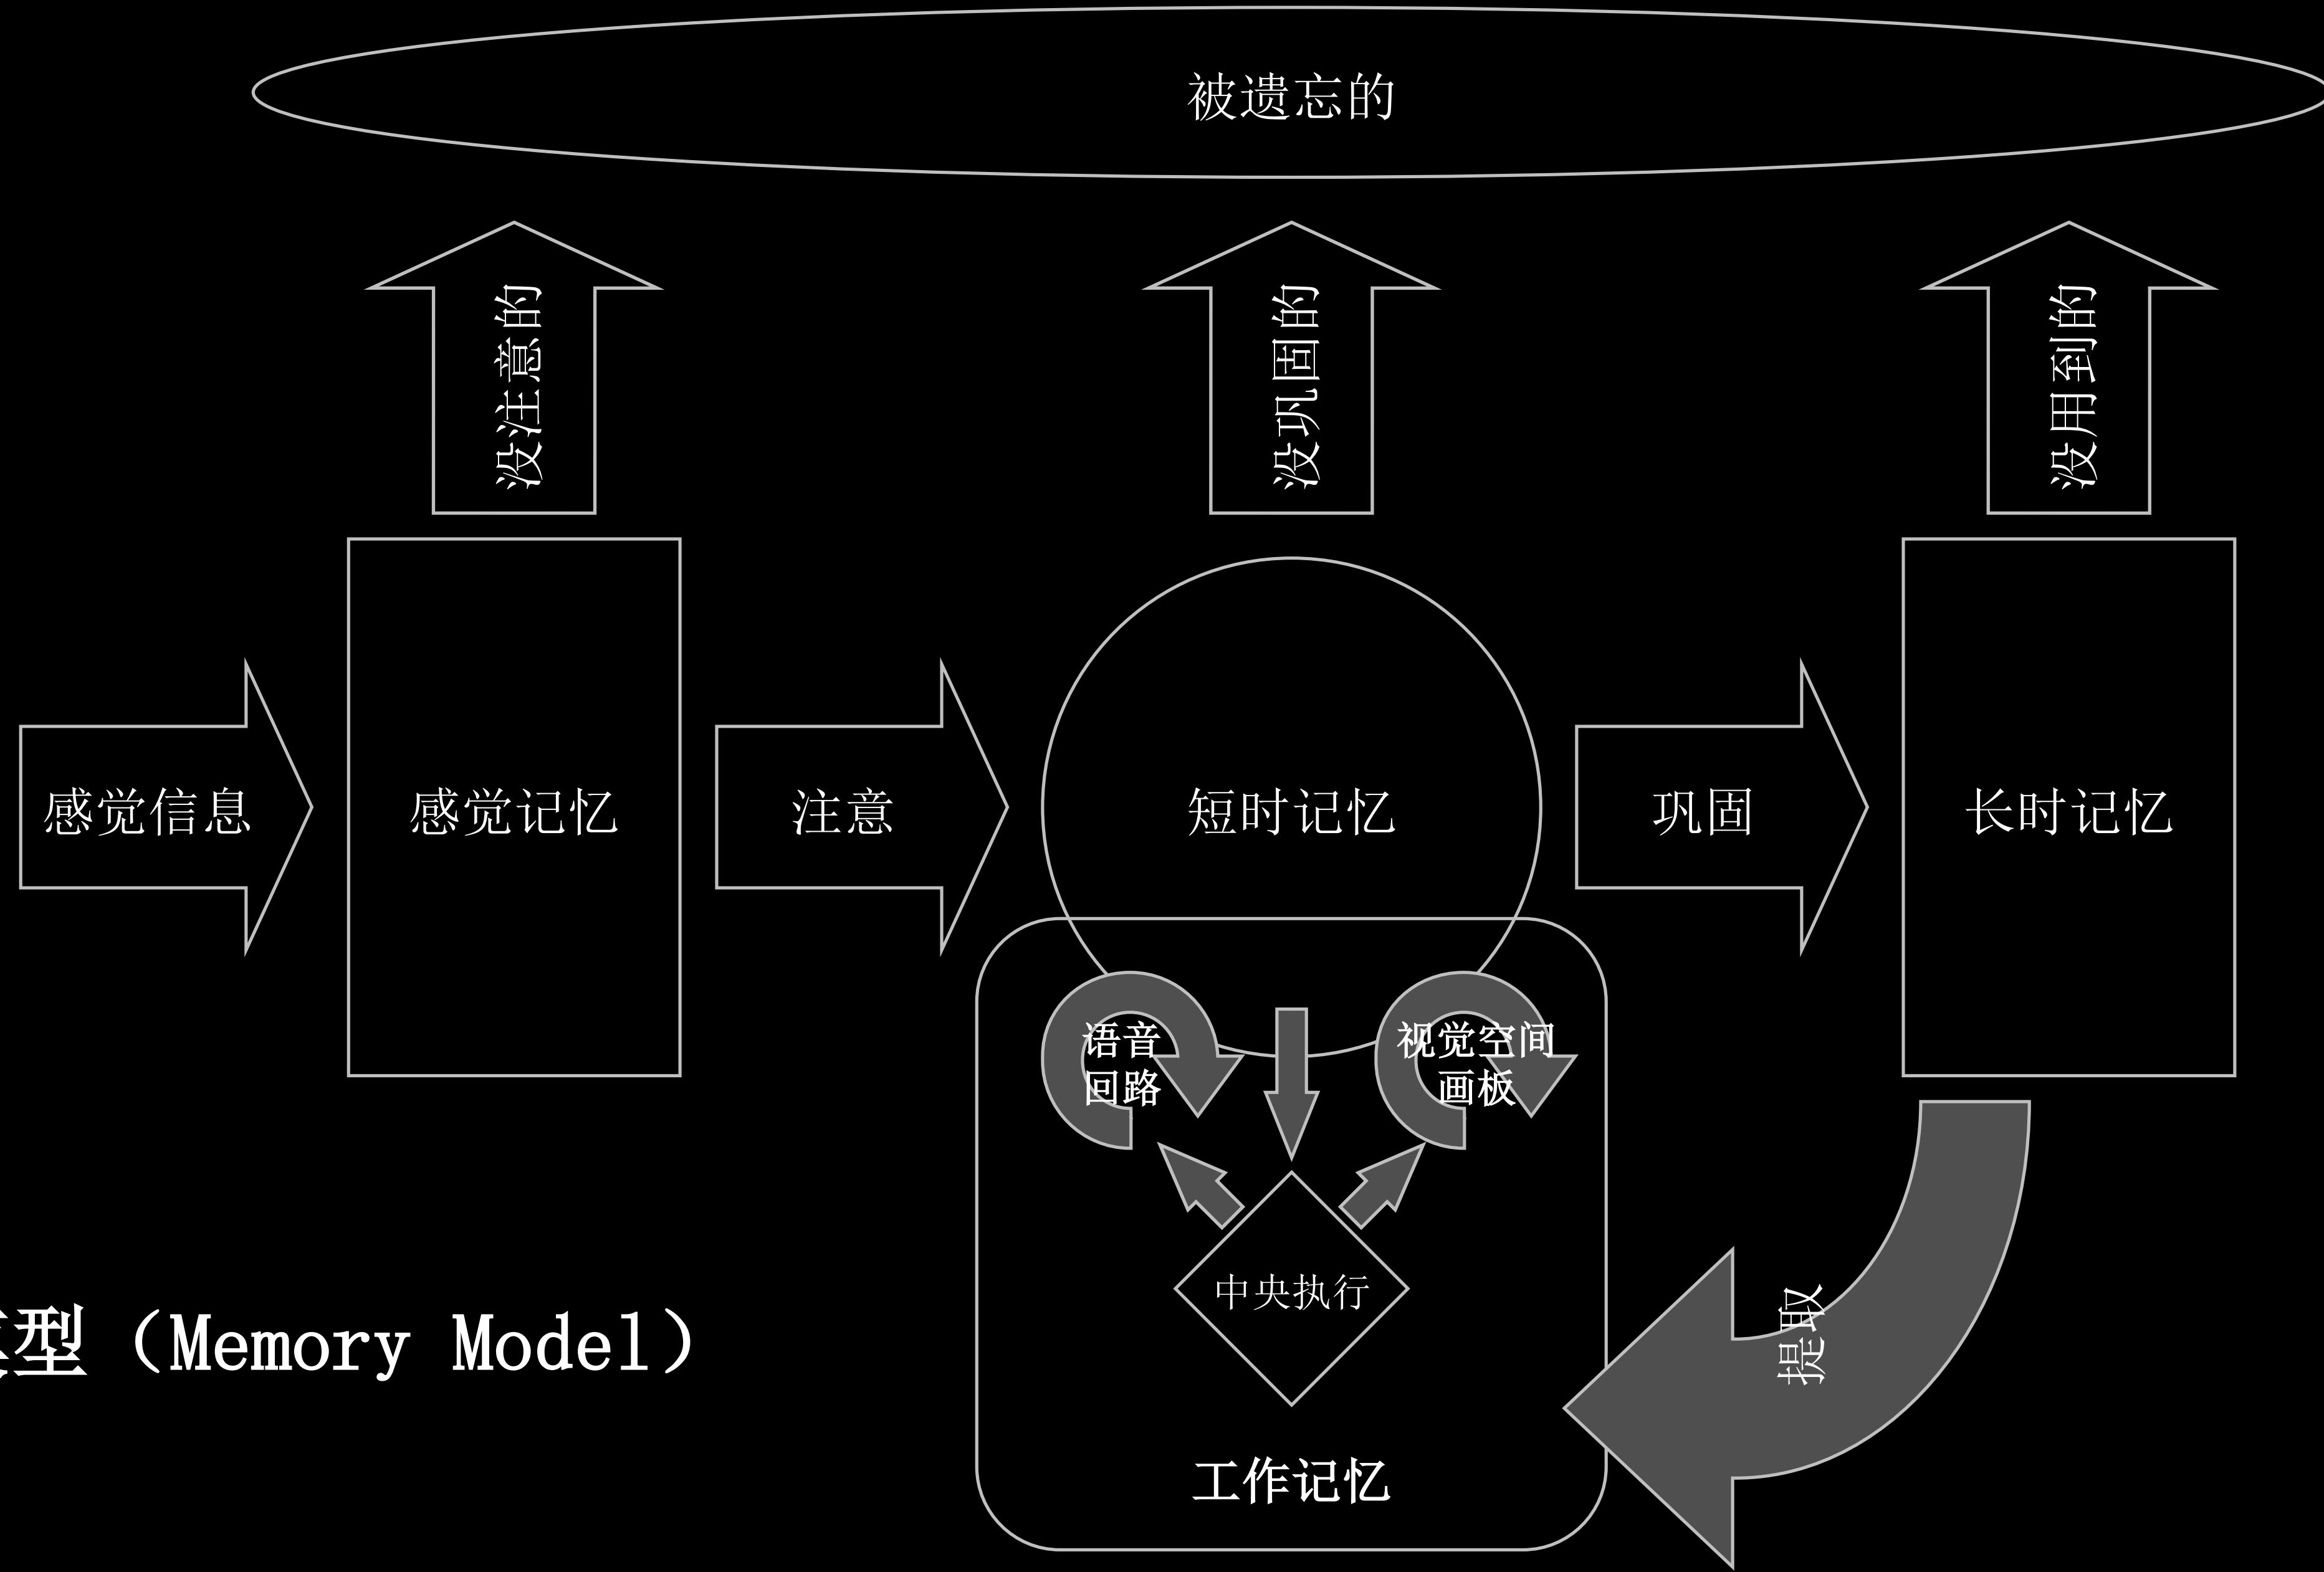 被遗忘的
没注意的
没巩固的
没用到的
感觉信息
感觉记忆
注意
短时记忆
巩固
长时记忆
语音
回路
视觉空间
画板
中央执行
提取
型（Memory Model）
工作记忆